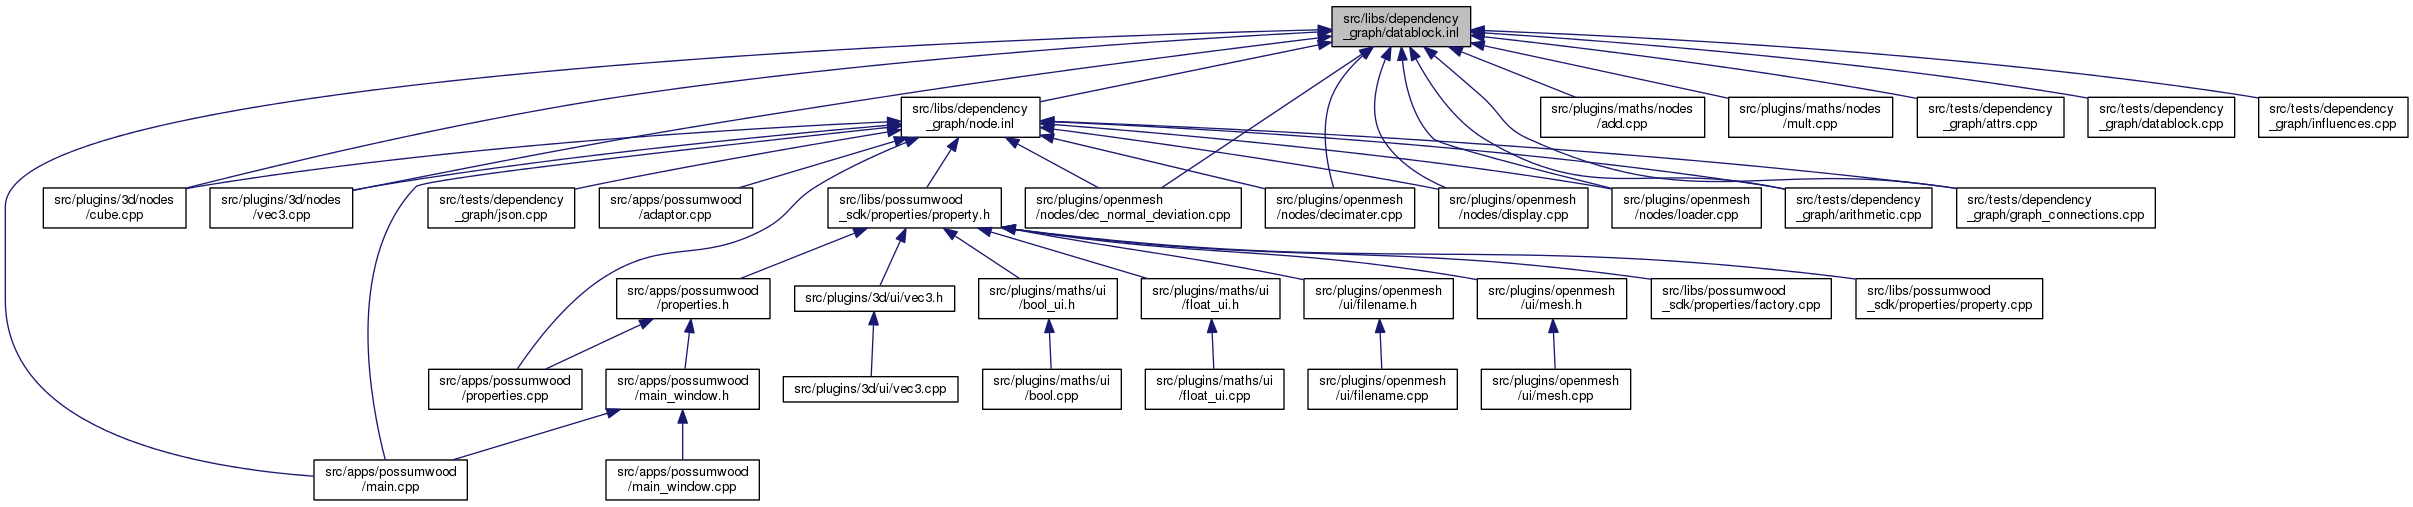 src/libs/dependency
_graph/datablock.inl
src/libs/dependency
_graph/node.inl
src/plugins/maths/nodes
/add.cpp
src/plugins/maths/nodes
/mult.cpp
src/tests/dependency
_graph/attrs.cpp
src/tests/dependency
_graph/datablock.cpp
src/tests/dependency
_graph/influences.cpp
src/plugins/3d/nodes
/cube.cpp
src/plugins/3d/nodes
/vec3.cpp
src/tests/dependency
_graph/json.cpp
src/apps/possumwood
/adaptor.cpp
src/libs/possumwood
_sdk/properties/property.h
src/plugins/openmesh
/nodes/dec_normal_deviation.cpp
src/plugins/openmesh
/nodes/decimater.cpp
src/plugins/openmesh
/nodes/display.cpp
src/plugins/openmesh
/nodes/loader.cpp
src/tests/dependency
_graph/arithmetic.cpp
src/tests/dependency
_graph/graph_connections.cpp
src/apps/possumwood
/properties.h
src/plugins/3d/ui/vec3.h
src/plugins/maths/ui
/bool_ui.h
src/plugins/maths/ui
/float_ui.h
src/plugins/openmesh
/ui/filename.h
src/plugins/openmesh
/ui/mesh.h
src/libs/possumwood
_sdk/properties/factory.cpp
src/libs/possumwood
_sdk/properties/property.cpp
src/apps/possumwood
/properties.cpp
src/apps/possumwood
/main_window.h
src/plugins/3d/ui/vec3.cpp
src/plugins/maths/ui
/bool.cpp
src/plugins/maths/ui
/float_ui.cpp
src/plugins/openmesh
/ui/filename.cpp
src/plugins/openmesh
/ui/mesh.cpp
src/apps/possumwood
/main.cpp
src/apps/possumwood
/main_window.cpp